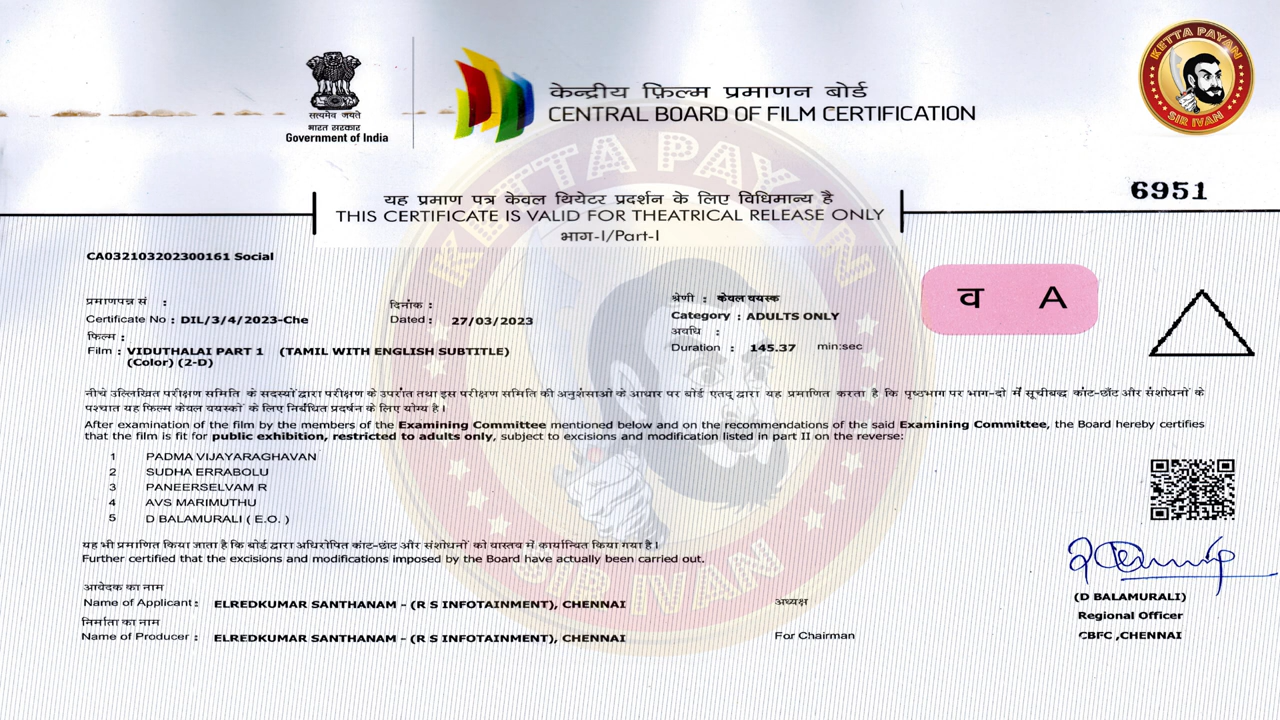 सत्यमेव जयते
भारत सरकार
Government of India
केन्द्रीय फ़िल्म प्रमाणन बोर्ड
CENTRAL BOARD OF FILM CERTIFICATION
KETTA PAYAN
SIR IVAN
6951
यह प्रमाण पत्र केवल थियेटर प्रदर्शन के लिए विधिमान्य है
THIS CERTIFICATE IS VALID FOR THEATRICAL RELEASE ONLY
भाग-I/Part-I
CA032103202300161 Social
प्रमाणपत्र सं :
Certificate No : DIL/3/4/2023-Che
दिनांक :
Dated : 27/03/2023
श्रेणी : केवल वयस्क
Category : ADULTS ONLY
अवधि :
Duration : 145.37 min:sec
व A
फिल्म :
Film : VIDUTHALAI PART 1 (TAMIL WITH ENGLISH SUBTITLE)
(Color) (2-D)
नीचे उल्लिखित परीक्षण समिति के सदस्यों द्वारा परीक्षण के उपरांत तथा इस परीक्षण समिति की अनुशंसाओं के आधार पर बोर्ड एतद् द्वारा यह प्रमाणित करता है कि पृष्ठभाग पर भाग-दो में सूचीबद्ध कांट-छाँट और संशोधनों के
पश्चात यह फिल्म केवल वयस्कों के लिए निर्बंधित प्रदर्षन के लिए योग्य है।
After examination of the film by the members of the Examining Committee mentioned below and on the recommendations of the said Examining Committee, the Board hereby certifies
that the film is fit for public exhibition, restricted to adults only, subject to excisions and modification listed in part II on the reverse:
1 PADMA VIJAYARAGHAVAN
2 SUDHA ERRABOLU
3 PANEERSELVAM R
4 AVS MARIMUTHU
5 D BALAMURALI ( E.O. )
यह भी प्रमाणित किया जाता है कि बोर्ड द्वारा अधिरोपित कांट-छांट और संशोधनों को वास्तव में कार्यान्वित किया गया है।
Further certified that the excisions and modifications imposed by the Board have actually been carried out.
आवेदक का नाम
Name of Applicant : ELREDKUMAR SANTHANAM - (R S INFOTAINMENT), CHENNAI
निर्माता का नाम
Name of Producer : ELREDKUMAR SANTHANAM - (R S INFOTAINMENT), CHENNAI
अध्यक्ष
For Chairman
(D BALAMURALI)
Regional Officer
CBFC ,CHENNAI
KETTA PAYAN
SIR IVAN